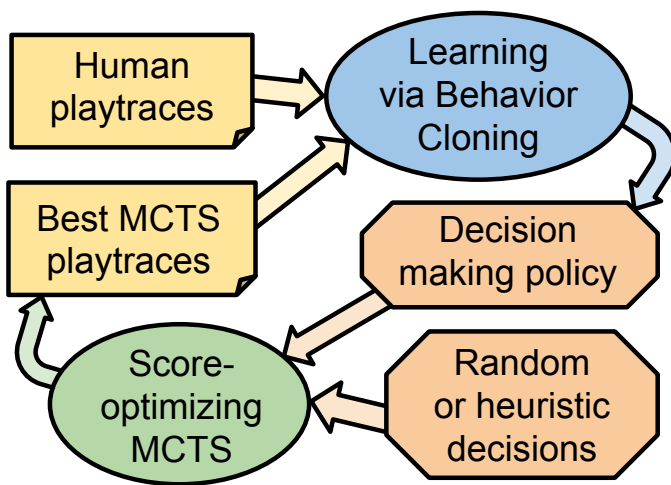 Human
playtraces
Learning
via Behavior
Cloning
Best MCTS
playtraces
Decision
making policy
Score-
optimizing
MCTS
Random
or heuristic
decisions